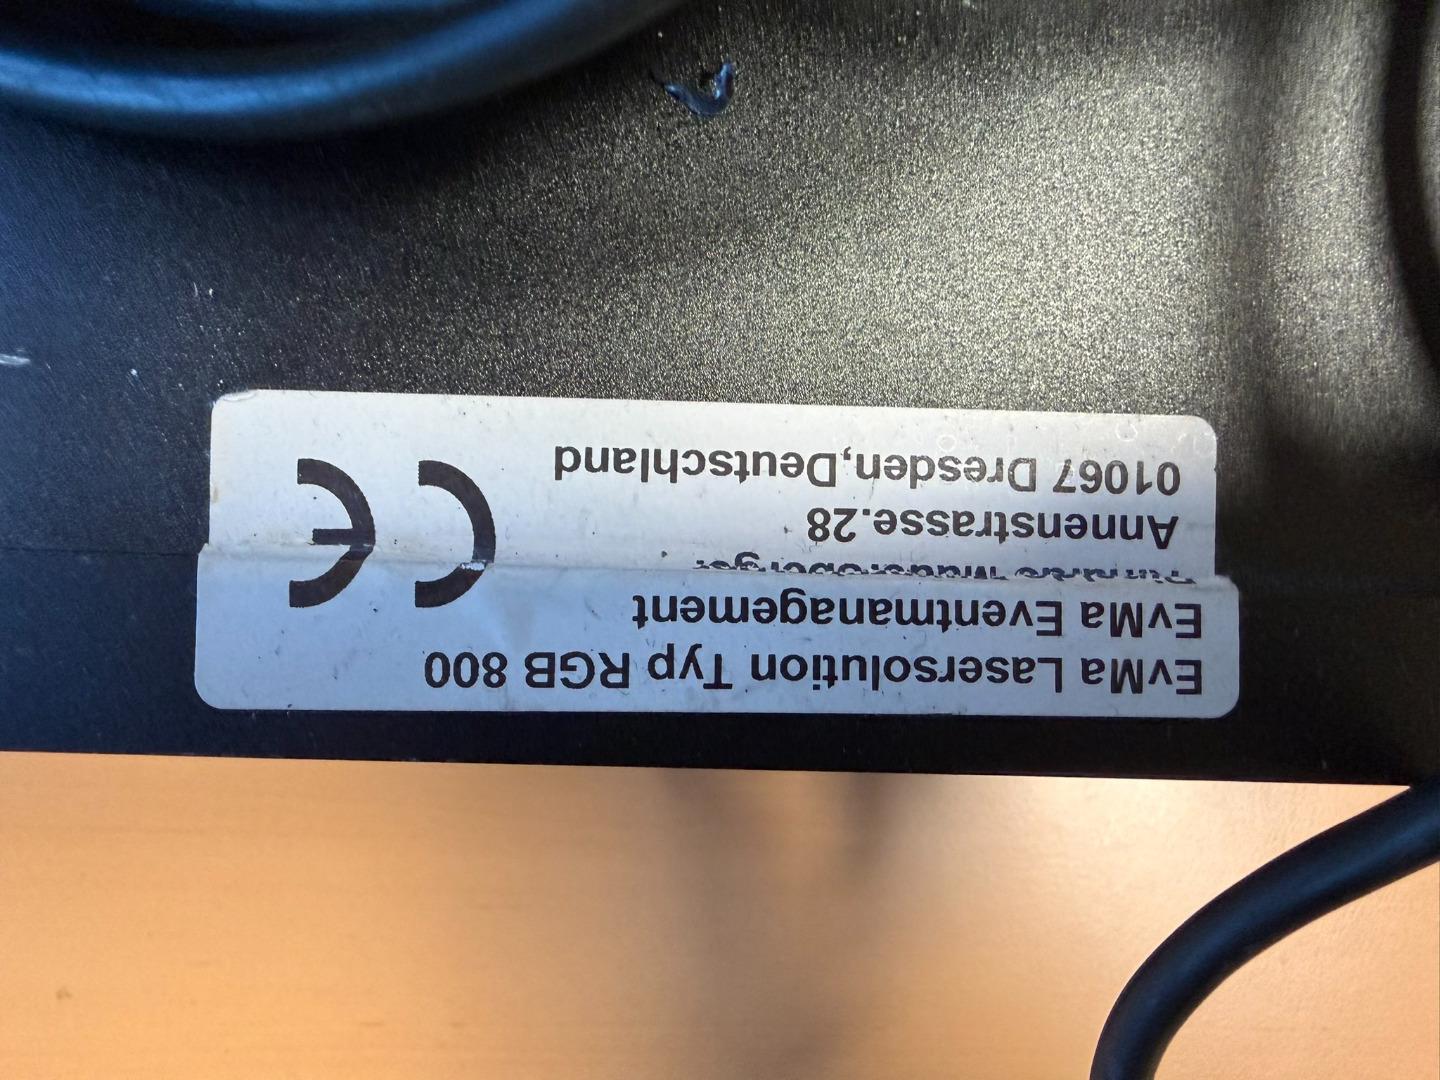 EvMa Lasersolution Typ RGB 800
EvMa Eventmanagement
Annenstrasse.28
01067 Dresden,Deutschland
CE